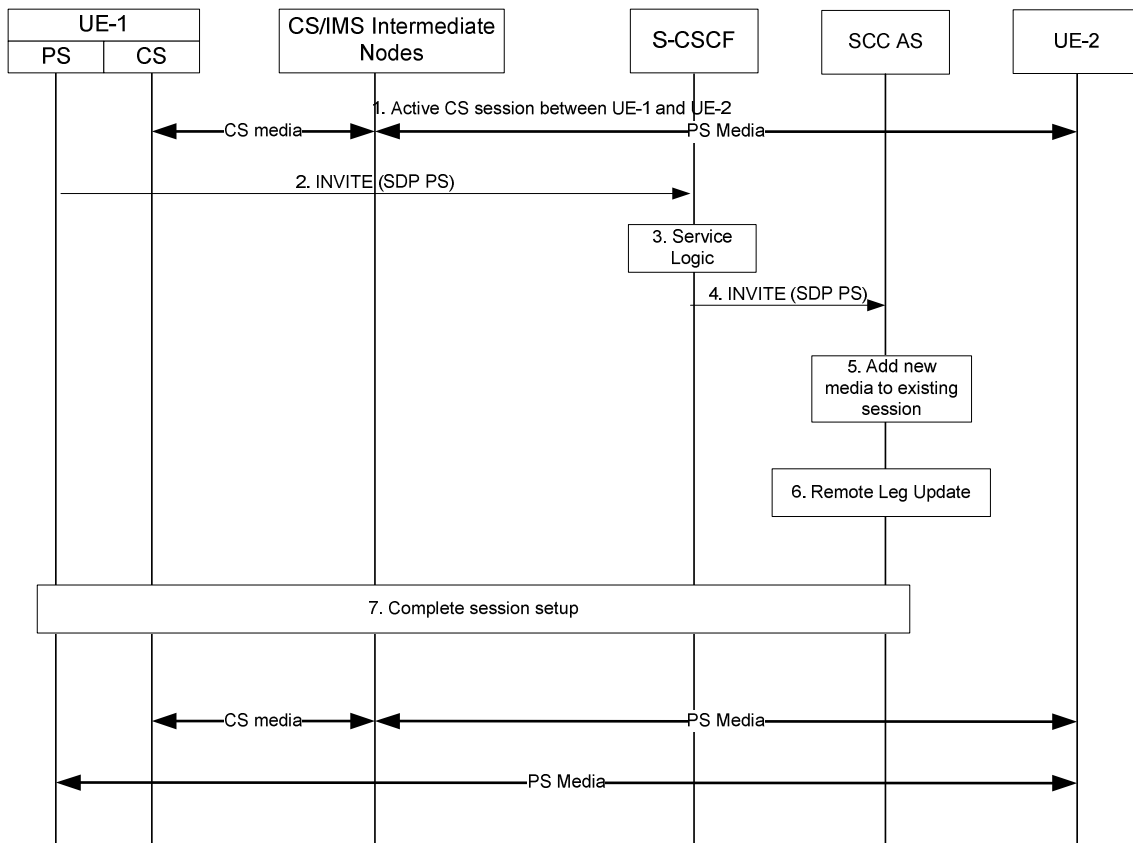 UE-1
PS
CS
CS/IMS Intermediate
Nodes
S-CSCF
SCC AS
UE-2
1. Active CS session between UE-1 and UE-2
CS media
PS Media
2. INVITE (SDP PS)
3. Service
Logic
4. INVITE (SDP PS)
5. Add new
media to existing
session
6. Remote Leg Update
7. Complete session setup
CS media
PS Media
PS Media